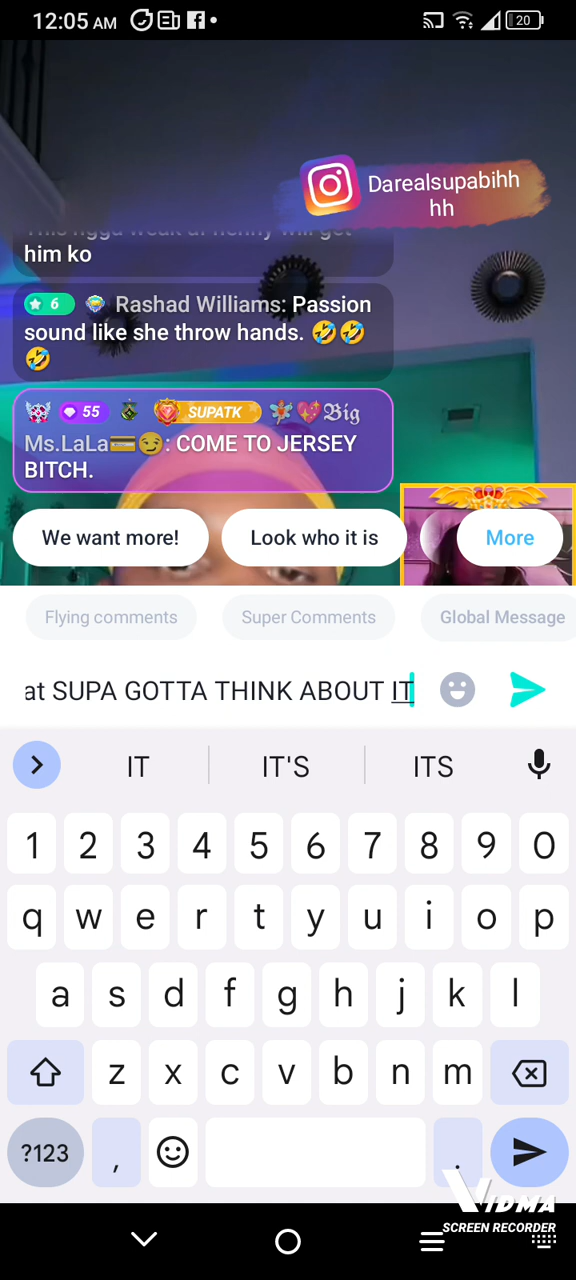 12:05 AM
20
Darealsupabihh
hh
him ko
6 Rashad Williams: Passion
sound like she throw hands. 🤣🤣
🤣
55 SUPATK 🧚💖𝔅𝔦𝔤
Ms.LaLa💳😏: COME TO JERSEY
BITCH.
We want more!
Look who it is
More
Flying comments
Super Comments
Global Message
at SUPA GOTTA THINK ABOUT IT
IT
IT'S
ITS
1 2 3 4 5 6 7 8 9 0
q w e r t y u i o p
a s d f g h j k l
z x c v b n m
?123 , .
VIDMA
SCREEN RECORDER